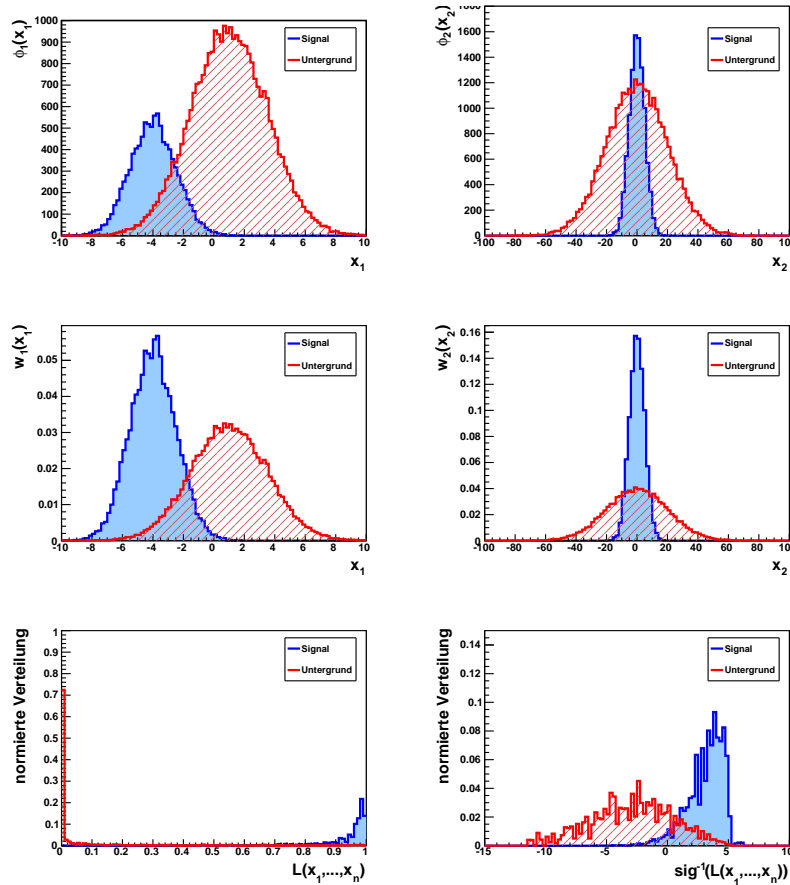 ϕ₁(x₁)
1000
900
800
700
600
500
400
300
200
100
0
-10 -8 -6 -4 -2 0 2 4 6 8 10
x₁
Signal
Untergrund
ϕ₂(x₂)
1800
1600
1400
1200
1000
800
600
400
200
0
-100 -80 -60 -40 -20 0 20 40 60 80 100
x₂
Signal
Untergrund
w₁(x₁)
0.05
0.04
0.03
0.02
0.01
0
-10 -8 -6 -4 -2 0 2 4 6 8 10
x₁
Signal
Untergrund
w₂(x₂)
0.16
0.14
0.12
0.1
0.08
0.06
0.04
0.02
0
-100 -80 -60 -40 -20 0 20 40 60 80 100
x₂
Signal
Untergrund
normierte Verteilung
1
0.9
0.8
0.7
0.6
0.5
0.4
0.3
0.2
0.1
0
0 0.1 0.2 0.3 0.4 0.5 0.6 0.7 0.8 0.9 1
L(x₁,...,xₙ)
Signal
Untergrund
normierte Verteilung
0.14
0.12
0.1
0.08
0.06
0.04
0.02
0
-15 -10 -5 0 5 10
sig⁻¹(L(x₁,...,xₙ))
Signal
Untergrund